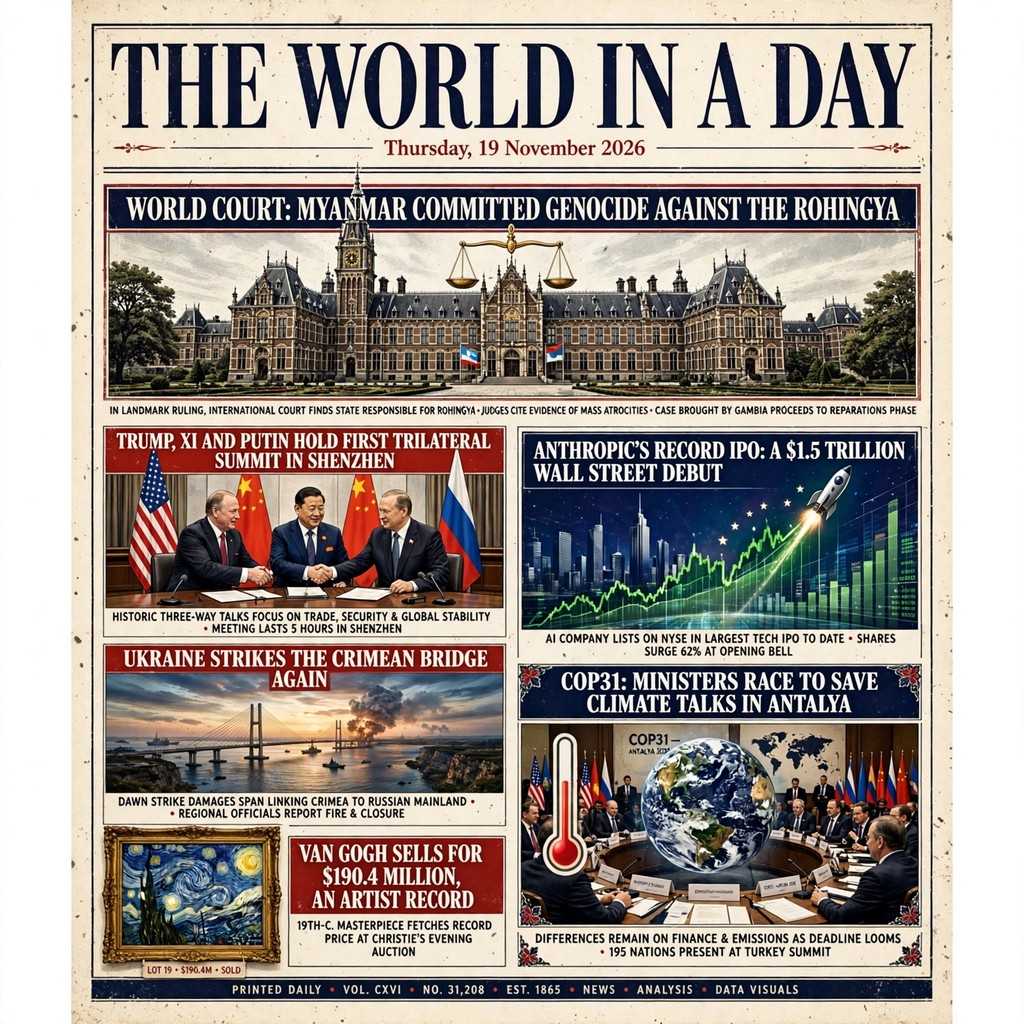 THE WORLD IN A DAY
Thursday, 19 November 2026
WORLD COURT: MYANMAR COMMITTED GENOCIDE AGAINST THE ROHINGYA
IN LANDMARK RULING, INTERNATIONAL COURT FINDS STATE RESPONSIBLE FOR ROHINGYA • JUDGES CITE EVIDENCE OF MASS ATROCITIES • CASE BROUGHT BY GAMBIA PROCEEDS TO REPARATIONS PHASE
TRUMP, XI AND PUTIN HOLD FIRST TRILATERAL
SUMMIT IN SHENZHEN
HISTORIC THREE-WAY TALKS FOCUS ON TRADE, SECURITY & GLOBAL STABILITY
• MEETING LASTS 5 HOURS IN SHENZHEN
UKRAINE STRIKES THE CRIMEAN BRIDGE
AGAIN
DAWN STRIKE DAMAGES SPAN LINKING CRIMEA TO RUSSIAN MAINLAND •
• REGIONAL OFFICIALS REPORT FIRE & CLOSURE
LOT 19 • $190.4M • SOLD
VAN GOGH SELLS FOR
$190.4 MILLION,
AN ARTIST RECORD
19TH-C. MASTERPIECE FETCHES RECORD
PRICE AT CHRISTIE'S EVENING
AUCTION
ANTHROPIC'S RECORD IPO: A $1.5 TRILLION
WALL STREET DEBUT
AI COMPANY LISTS ON NYSE IN LARGEST TECH IPO TO DATE • SHARES
SURGE 62% AT OPENING BELL
COP31: MINISTERS RACE TO SAVE
CLIMATE TALKS IN ANTALYA
COP31—
ANTALYA
DIFFERENCES REMAIN ON FINANCE & EMISSIONS AS DEADLINE LOOMS
• 195 NATIONS PRESENT AT TURKEY SUMMIT
PRINTED DAILY • VOL. CXVI • NO. 31,208 • EST. 1865 • NEWS • ANALYSIS • DATA VISUALS